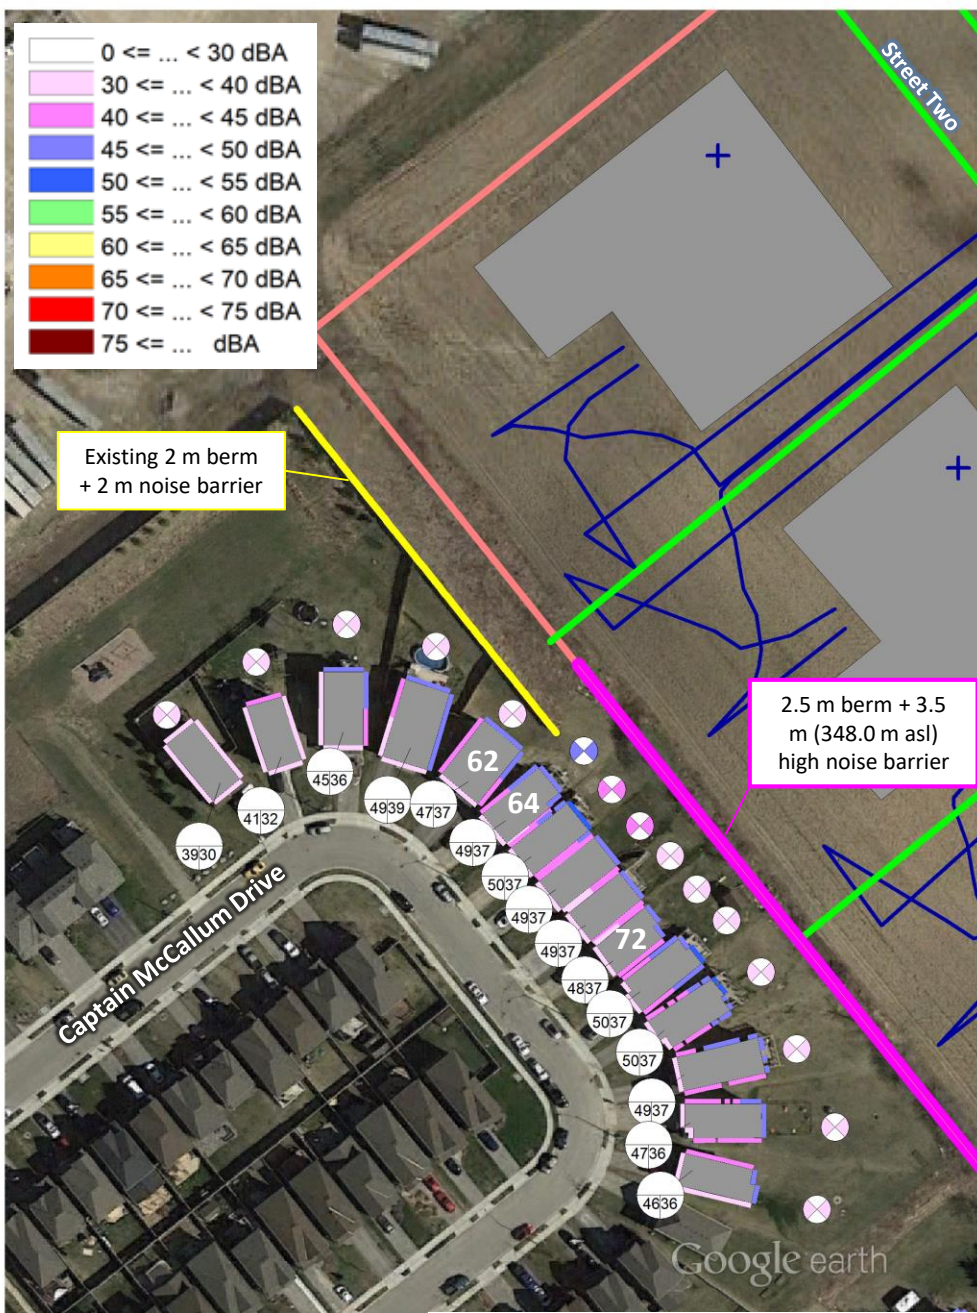 0 <= ... < 30 dBA
30 <= ... < 40 dBA
40 <= ... < 45 dBA
45 <= ... < 50 dBA
50 <= ... < 55 dBA
55 <= ... < 60 dBA
60 <= ... < 65 dBA
65 <= ... < 70 dBA
70 <= ... < 75 dBA
75 <= ... dBA
Street Two
Existing 2 m berm
+ 2 m noise barrier
2.5 m berm + 3.5
m (348.0 m asl)
high noise barrier
62
64
72
3930
4132
4536
4939
4737
4937
5037
4937
4937
4837
5037
5037
4937
4736
4636
Captain McCallum Drive
Google earth